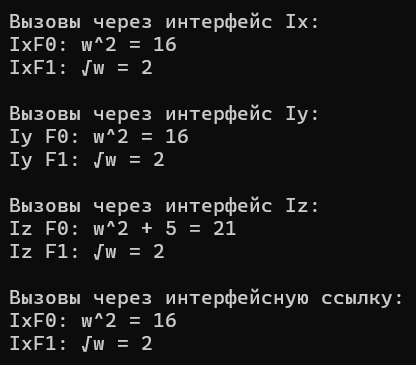 Вызовы через интерфейс Ix:
IxF0: w^2 = 16
IxF1: √w = 2
Вызовы через интерфейс Iy:
Iy F0: w^2 = 16
Iy F1: √w = 2
Вызовы через интерфейс Iz:
Iz F0: w^2 + 5 = 21
Iz F1: √w = 2
Вызовы через интерфейсную ссылку:
IxF0: w^2 = 16
IxF1: √w = 2